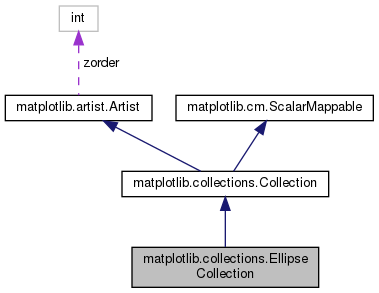 int
zorder
matplotlib.artist.Artist
matplotlib.cm.ScalarMappable
matplotlib.collections.Collection
matplotlib.collections.Ellipse
Collection